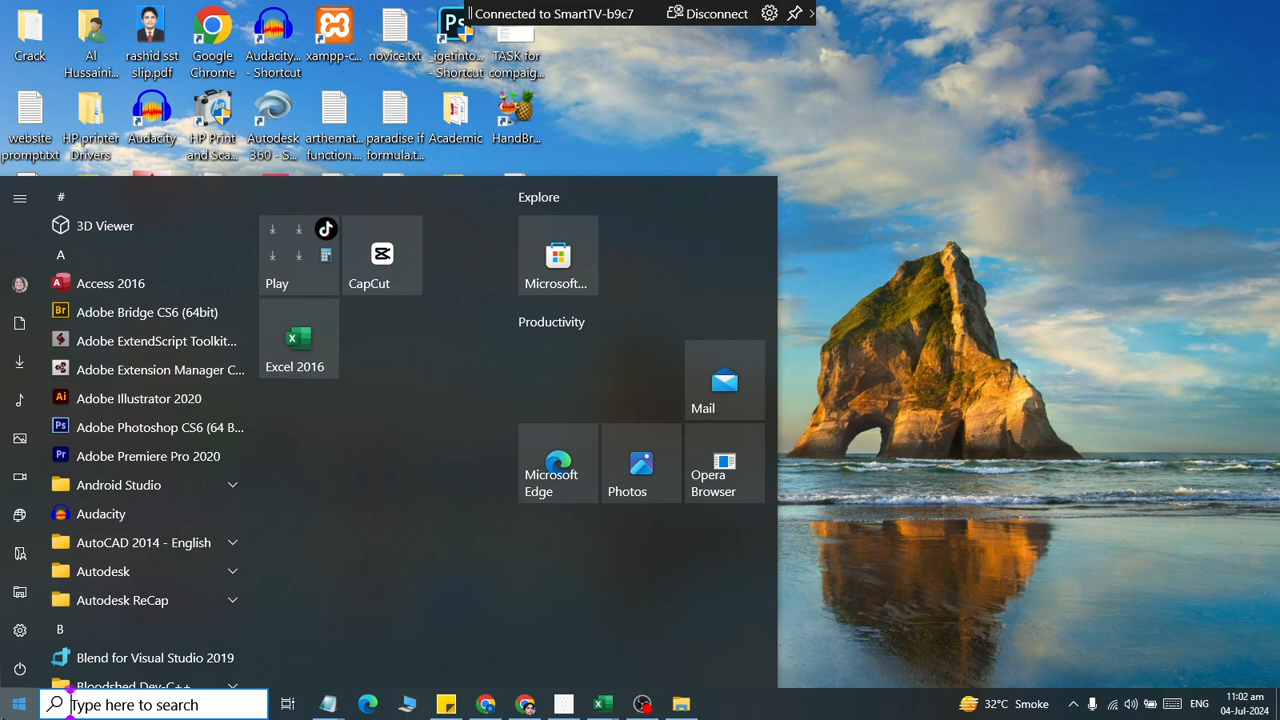 Connected to SmartTV-b9c7 Disconnect
Crack
Al
Hussaini...
rashid sst
slip.pdf
Google
Chrome
Audacity...
- Shortcut
xampp-c...
novice.txt
_igetinto...
- Shortcut
TASK for
compaig...
website
prompt.txt
HP printer
Drivers
Audacity
HP Print
and Sca...
Autodesk
360 - S...
arthemat...
function....
paradise if
formula.t...
Academic
HandBr...
#
3D Viewer
A
Access 2016
Adobe Bridge CS6 (64bit)
Adobe ExtendScript Toolkit...
Adobe Extension Manager C...
Adobe Illustrator 2020
Adobe Photoshop CS6 (64 B...
Adobe Premiere Pro 2020
Android Studio
Audacity
AutoCAD 2014 - English
Autodesk
Autodesk ReCap
B
Blend for Visual Studio 2019
Bloodshed Dev-C++
Play
CapCut
Excel 2016
Explore
Microsoft...
Productivity
Mail
Microsoft
Edge
Photos
Opera
Browser
Type here to search
32°C Smoke
ENG
11:02 am
04-Jul-2024